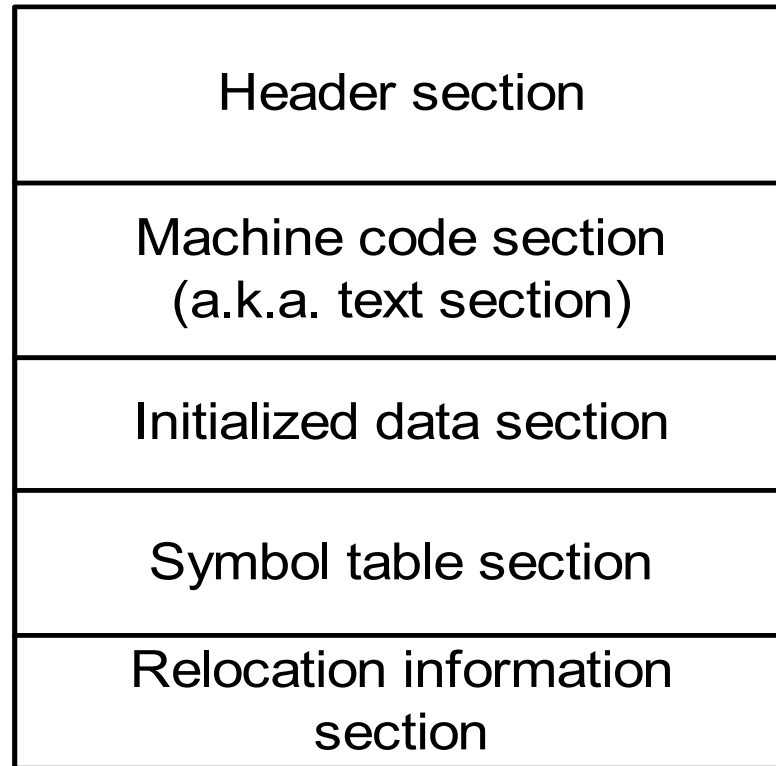 Header section
Machine code section
(a.k.a. text section)
Initialized data section
Symbol table section
Relocation information
section